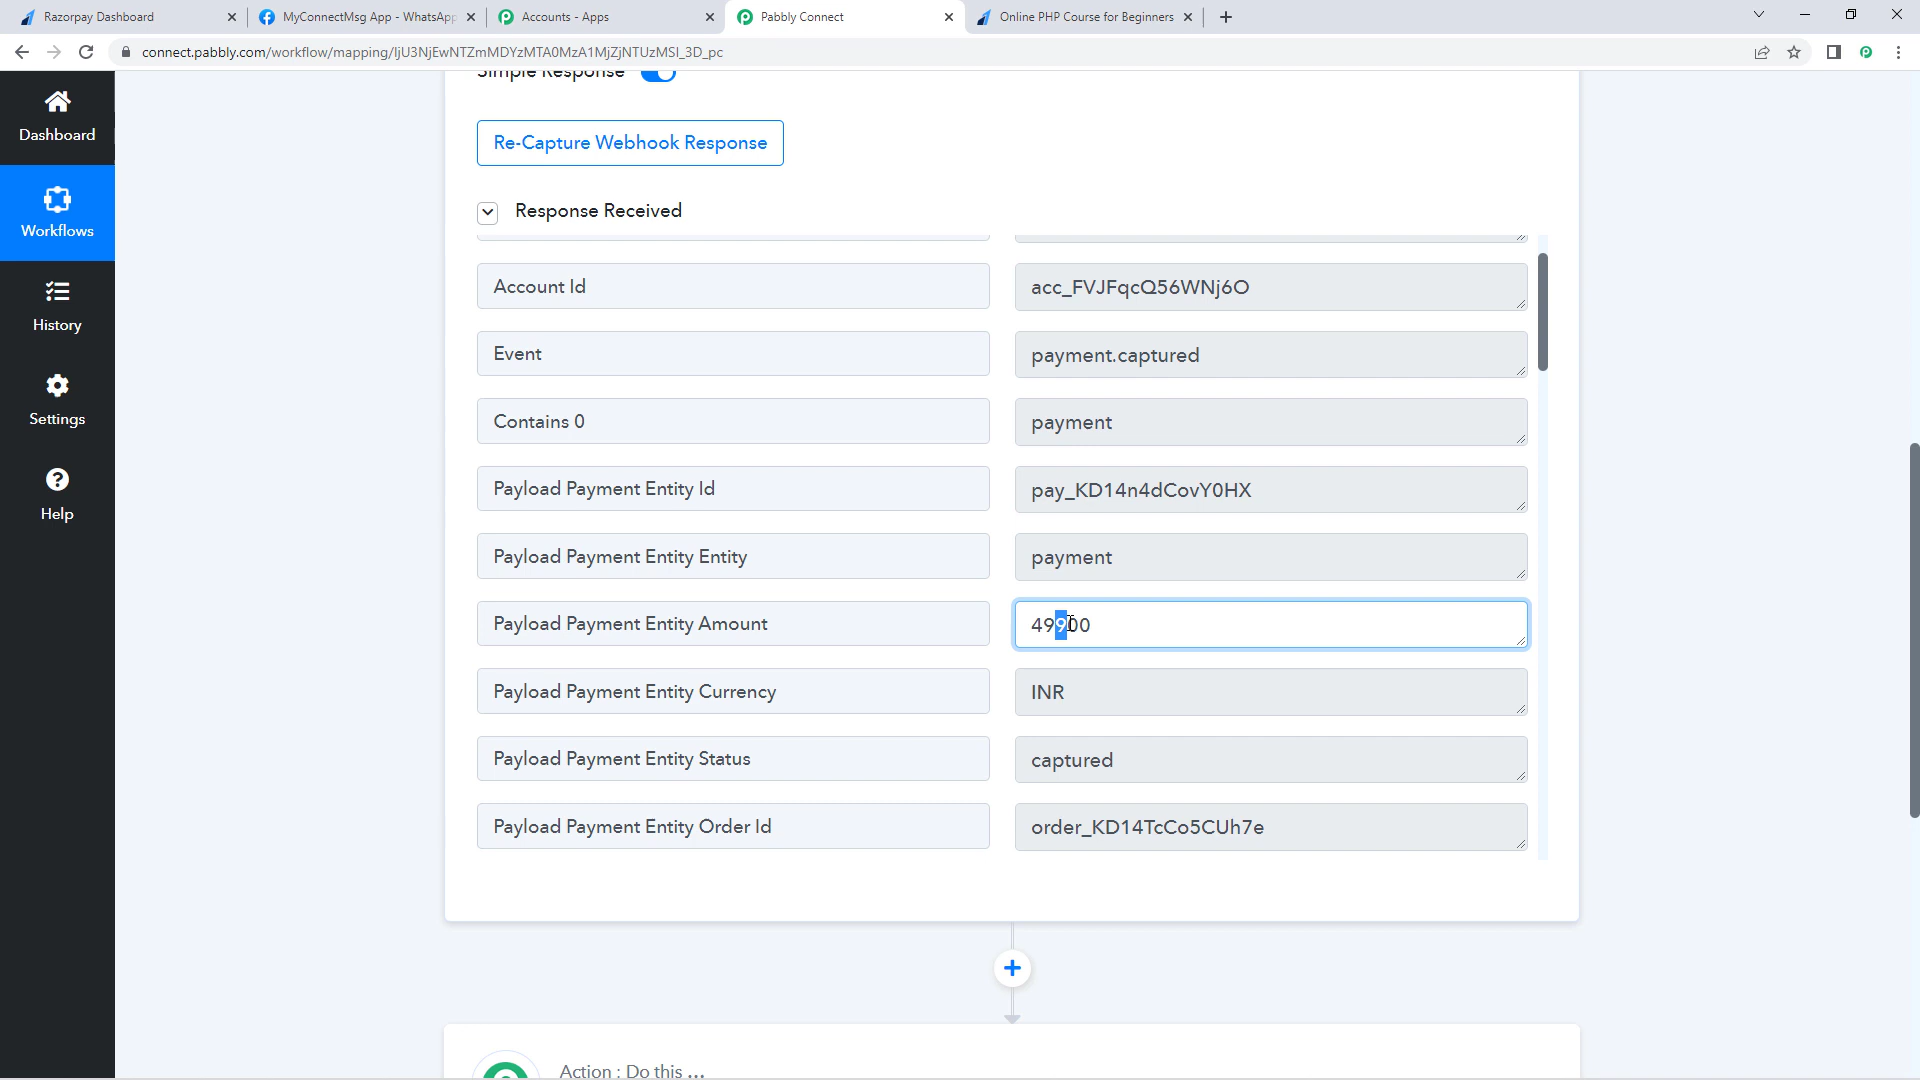 Razorpay Dashboard
MyConnectMsg App - WhatsApp
Accounts - Apps
Pabbly Connect
Online PHP Course for Beginners
connect.pabbly.com/workflow/mapping/IjU3NjEwNTZmMDYzMTA0MzA1MjZjNTUzMSI_3D_pc
Dashboard
Workflows
History
Settings
Help
Simple Response
Re-Capture Webhook Response
Response Received
Account Id
acc_FVJFqcQ56WNj6O
Event
payment.captured
Contains 0
payment
Payload Payment Entity Id
pay_KD14n4dCovY0HX
Payload Payment Entity Entity
payment
Payload Payment Entity Amount
49900
Payload Payment Entity Currency
INR
Payload Payment Entity Status
captured
Payload Payment Entity Order Id
order_KD14TcCo5CUh7e
Action : Do this ...